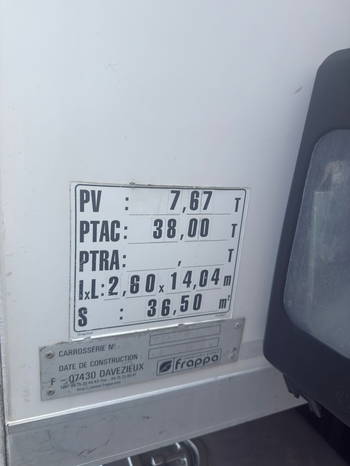 PV : 7,67 T
PTAC : 38,00 T
PTRA : , T
lxL: 2,60 x 14,04 m
S : 36,50 m²
CARROSSERIE N° :
DATE DE CONSTRUCTION :
F - 07430 DAVEZIEUX frappa